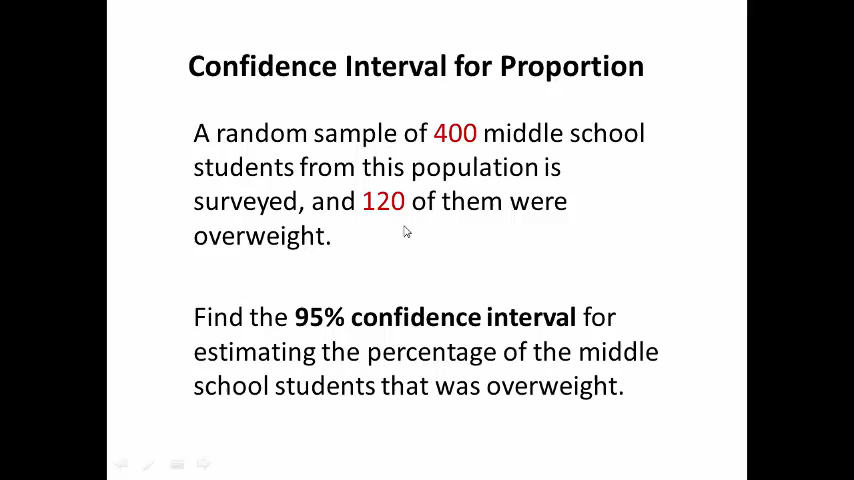 Confidence Interval for Proportion
A random sample of 400 middle school
students from this population is
surveyed, and 120 of them were
overweight.
Find the 95% confidence interval for
estimating the percentage of the middle
school students that was overweight.